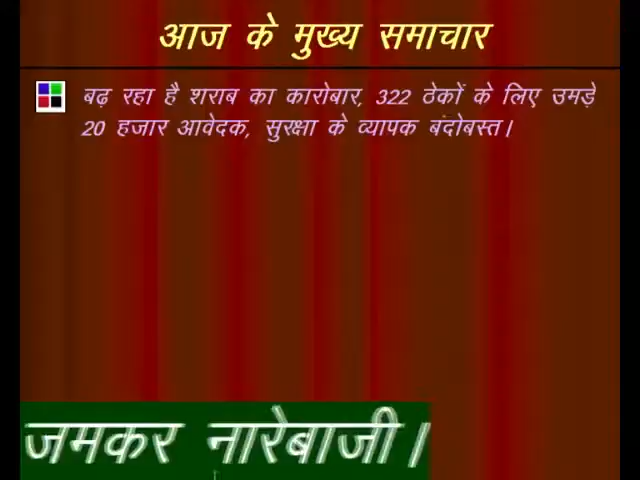 आज के मुख्य समाचार
बढ़ रहा है शराब का कारोबार, 322 ठेकों के लिए उमड़े
20 हजार आवेदक, सुरक्षा के व्यापक बंदोबस्त।
जमकर नारेबाजी।